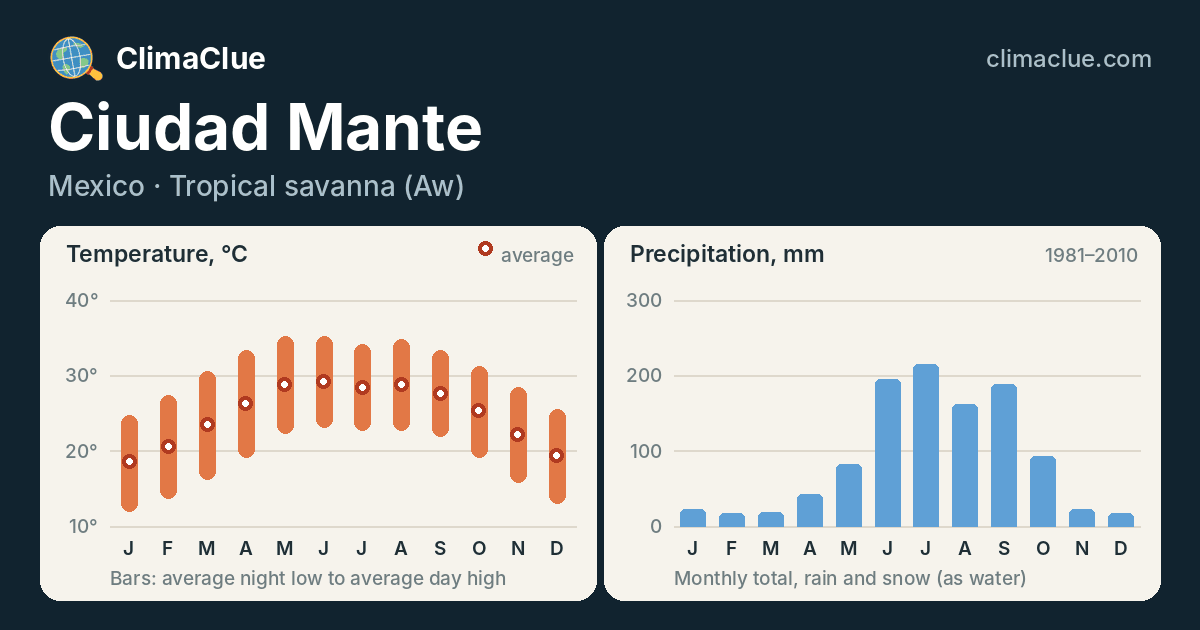 ClimaClue
climaclue.com
Ciudad Mante
Mexico · Tropical savanna (Aw)
Temperature, °C
average
40°
30°
20°
10°
J F M A M J J A S O N D
Bars: average night low to average day high
Precipitation, mm
1981–2010
300
200
100
0
J F M A M J J A S O N D
Monthly total, rain and snow (as water)